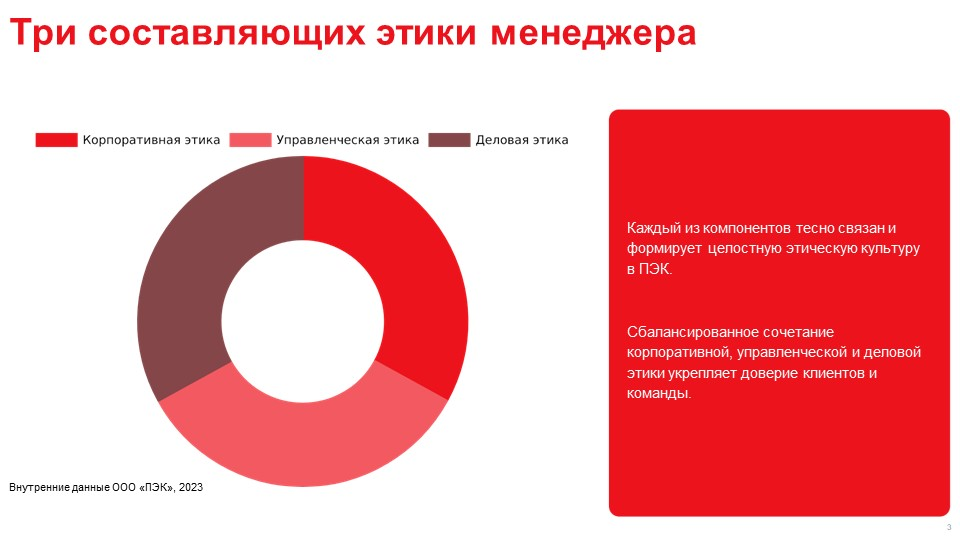 Три составляющих этики менеджера
Корпоративная этика
Управленческая этика
Деловая этика
Каждый из компонентов тесно связан и
формирует целостную этическую культуру
в ПЭК.
Сбалансированное сочетание
корпоративной, управленческой и деловой
этики укрепляет доверие клиентов и
команды.
Внутренние данные ООО «ПЭК», 2023
3